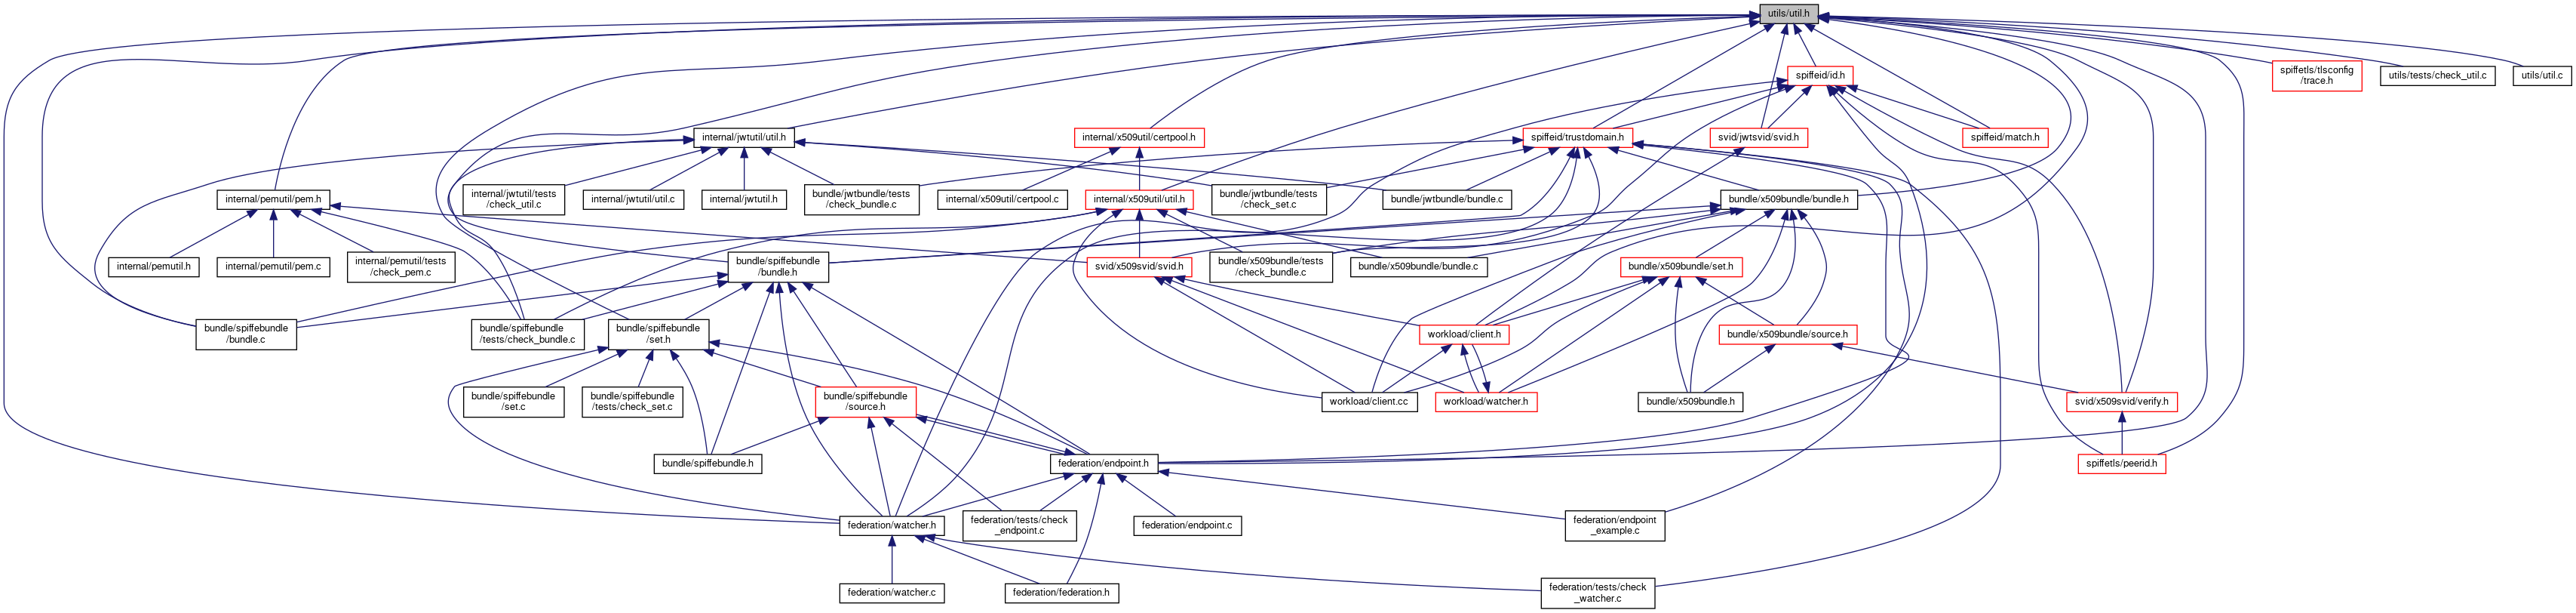 utils/util.h
spiffeid/id.h
spiffetls/tlsconfig
/trace.h
utils/tests/check_util.c
utils/util.c
internal/jwtutil/util.h
internal/x509util/certpool.h
spiffeid/trustdomain.h
svid/jwtsvid/svid.h
spiffeid/match.h
internal/pemutil/pem.h
internal/jwtutil/tests
/check_util.c
internal/jwtutil/util.c
internal/jwtutil.h
bundle/jwtbundle/tests
/check_bundle.c
internal/x509util/certpool.c
internal/x509util/util.h
bundle/jwtbundle/tests
/check_set.c
bundle/jwtbundle/bundle.c
bundle/x509bundle/bundle.h
internal/pemutil.h
internal/pemutil/pem.c
internal/pemutil/tests
/check_pem.c
bundle/spiffebundle
/bundle.h
svid/x509svid/svid.h
bundle/x509bundle/tests
/check_bundle.c
bundle/x509bundle/bundle.c
bundle/x509bundle/set.h
bundle/spiffebundle
/bundle.c
bundle/spiffebundle
/tests/check_bundle.c
bundle/spiffebundle
/set.h
workload/client.h
bundle/x509bundle/source.h
bundle/spiffebundle
/set.c
bundle/spiffebundle
/tests/check_set.c
bundle/spiffebundle
/source.h
workload/client.cc
workload/watcher.h
bundle/x509bundle.h
svid/x509svid/verify.h
bundle/spiffebundle.h
federation/endpoint.h
spiffetls/peerid.h
federation/watcher.h
federation/tests/check
_endpoint.c
federation/endpoint.c
federation/endpoint
_example.c
federation/watcher.c
federation/federation.h
federation/tests/check
_watcher.c